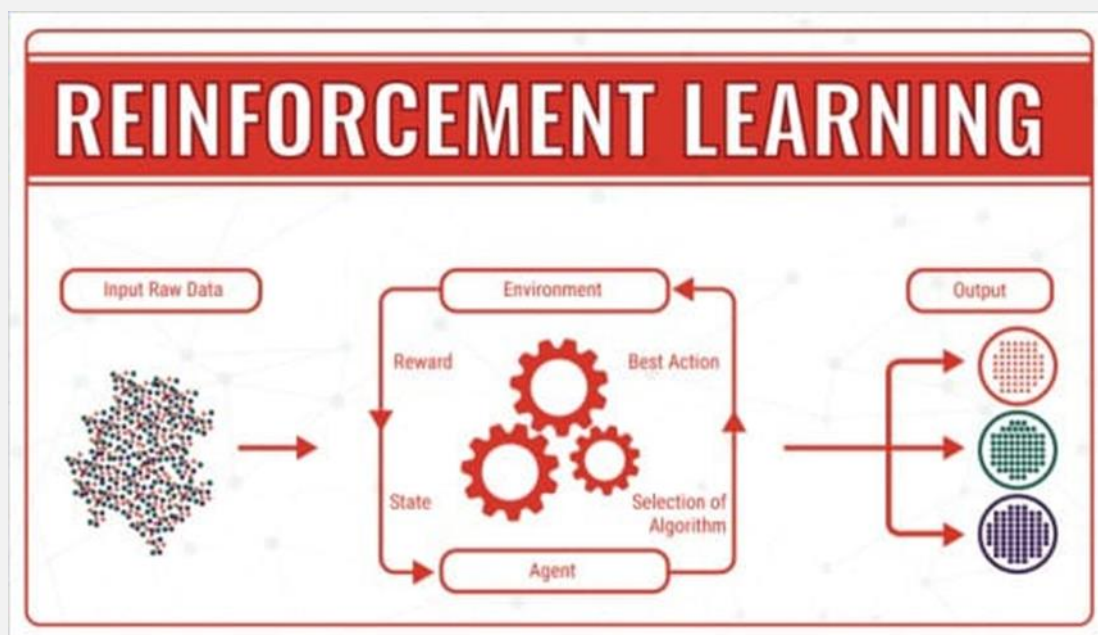 REINFORCEMENT LEARNING
Input Raw Data
Environment
Output
Reward
Best Action
State
Selection of
Algorithm
Agent